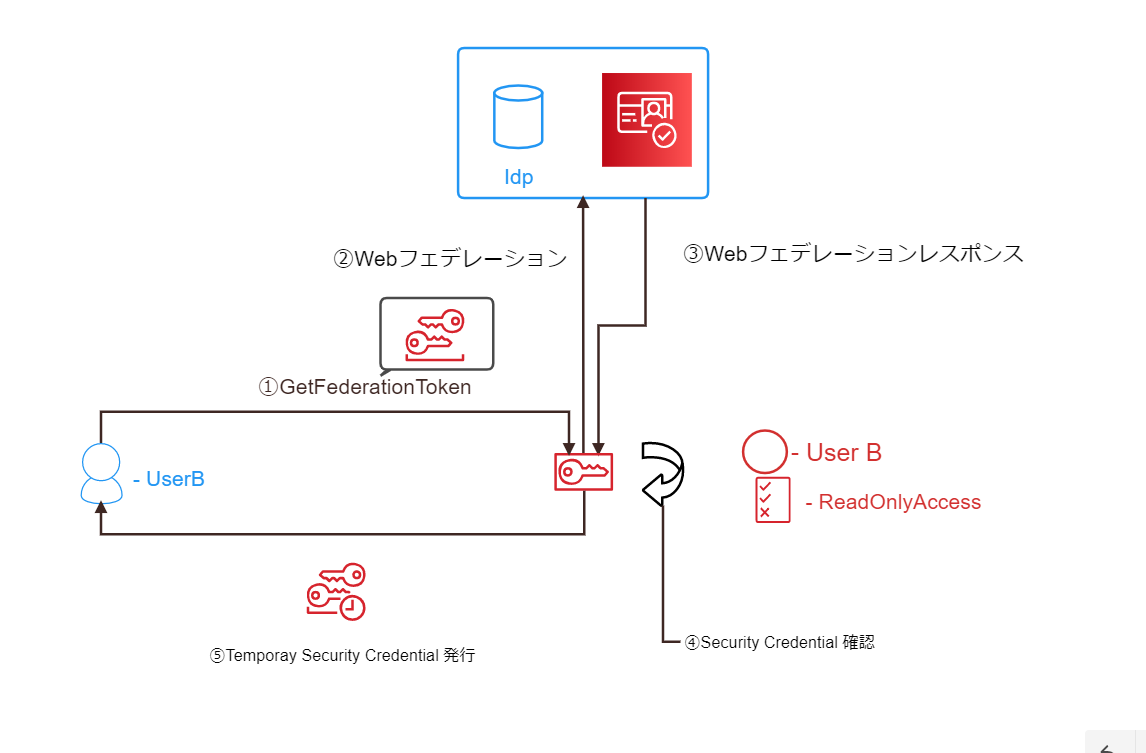 Idp
②Webフェデレーション
③Webフェデレーションレスポンス
①GetFederationToken
- UserB
- User B
- ReadOnlyAccess
④Security Credential 確認
⑤Temporay Security Credential 発行